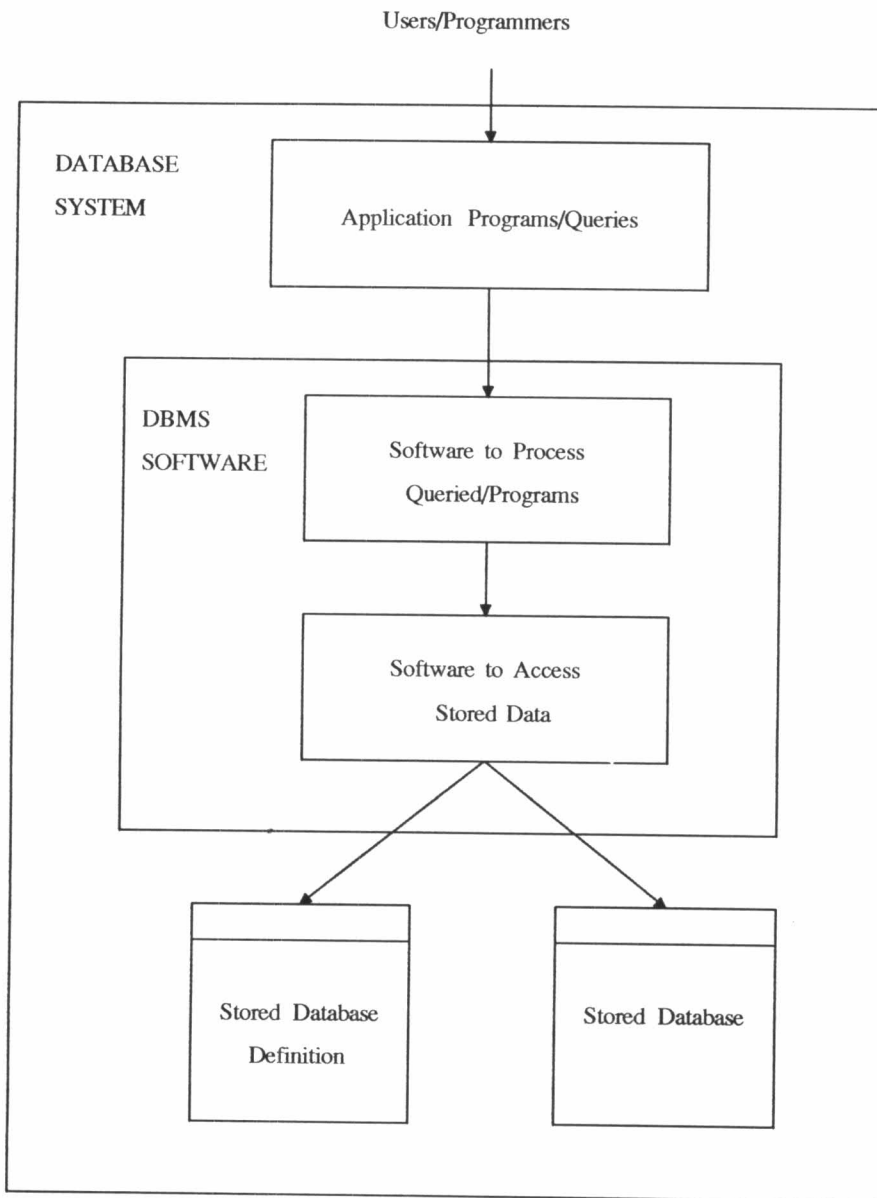 Users/Programmers
DATABASE
SYSTEM
Application Programs/Queries
DBMS
SOFTWARE
Software to Process
Queried/Programs
Software to Access
Stored Data
Stored Database
Definition
Stored Database